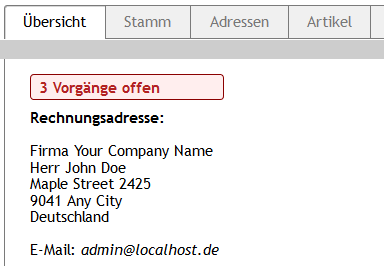 Übersicht Stamm Adressen Artikel
3 Vorgänge offen
Rechnungsadresse:
Firma Your Company Name
Herr John Doe
Maple Street 2425
9041 Any City
Deutschland
E-Mail: admin@localhost.de